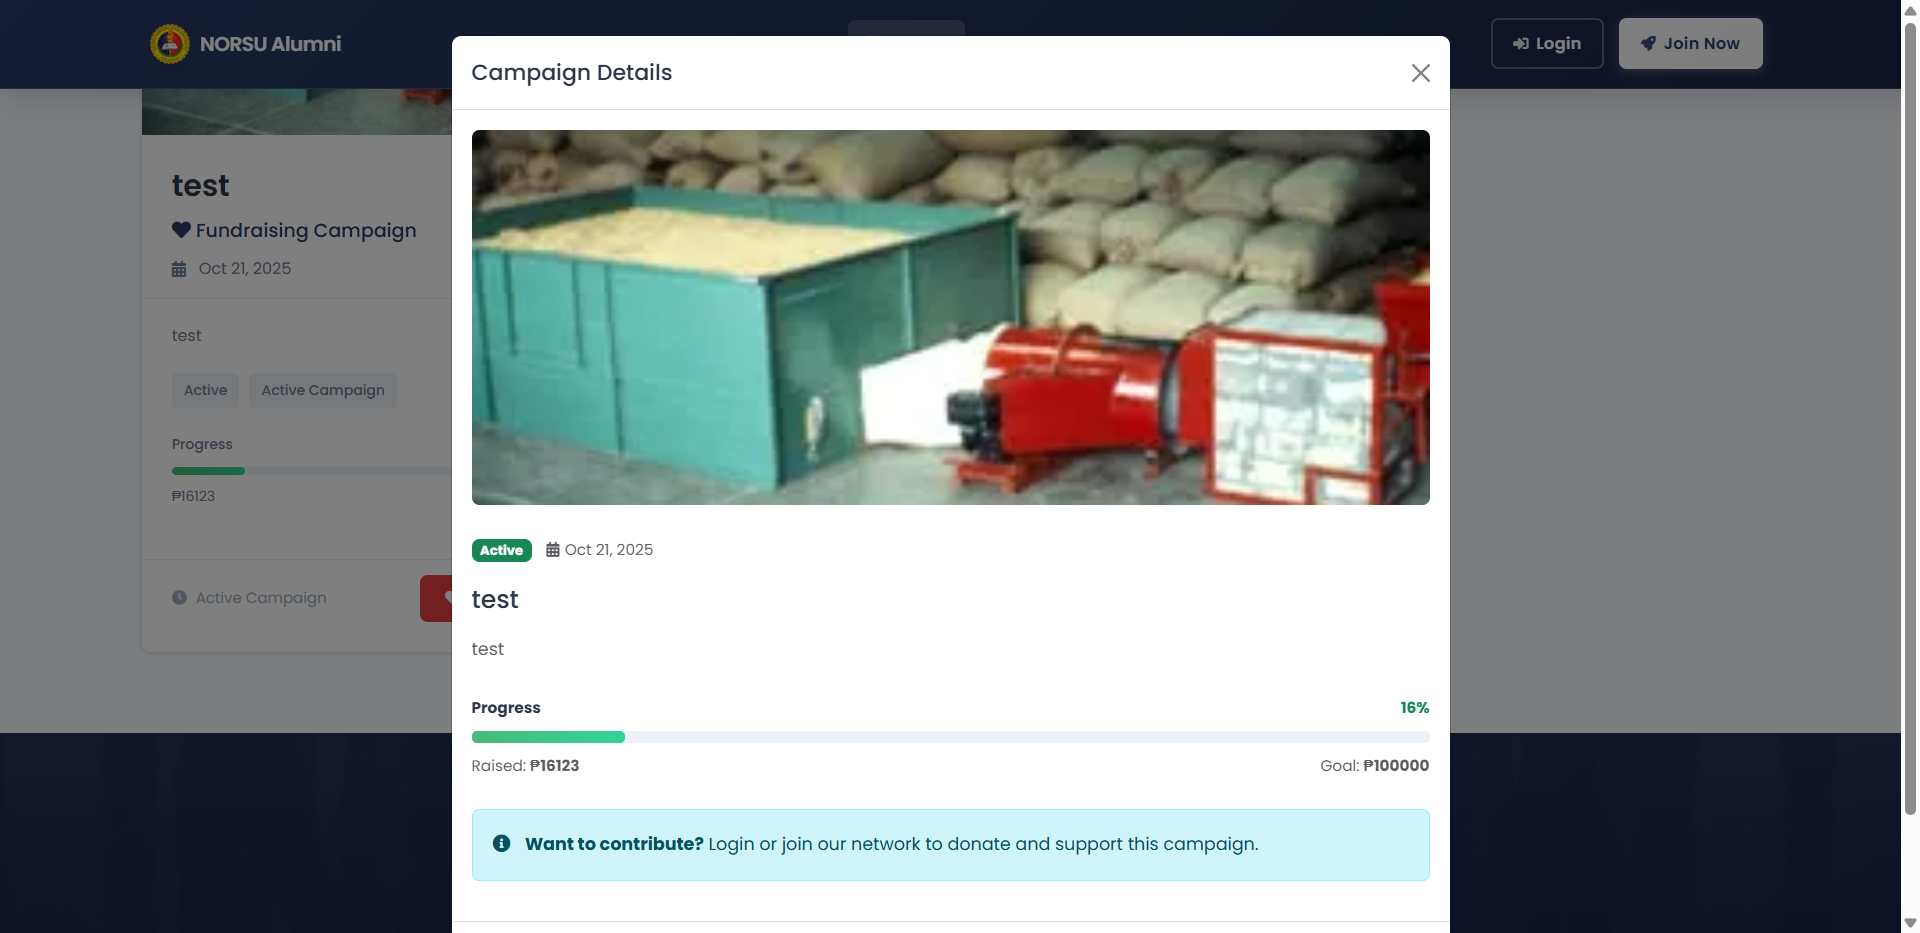 NORSU Alumni
Login
Join Now
Campaign Details
test
Fundraising Campaign
Oct 21, 2025
test
Active
Active Campaign
Progress
₱16123
Active Campaign
Active
Oct 21, 2025
test
test
Progress
16%
Raised: ₱16123
Goal: ₱100000
Want to contribute? Login or join our network to donate and support this campaign.